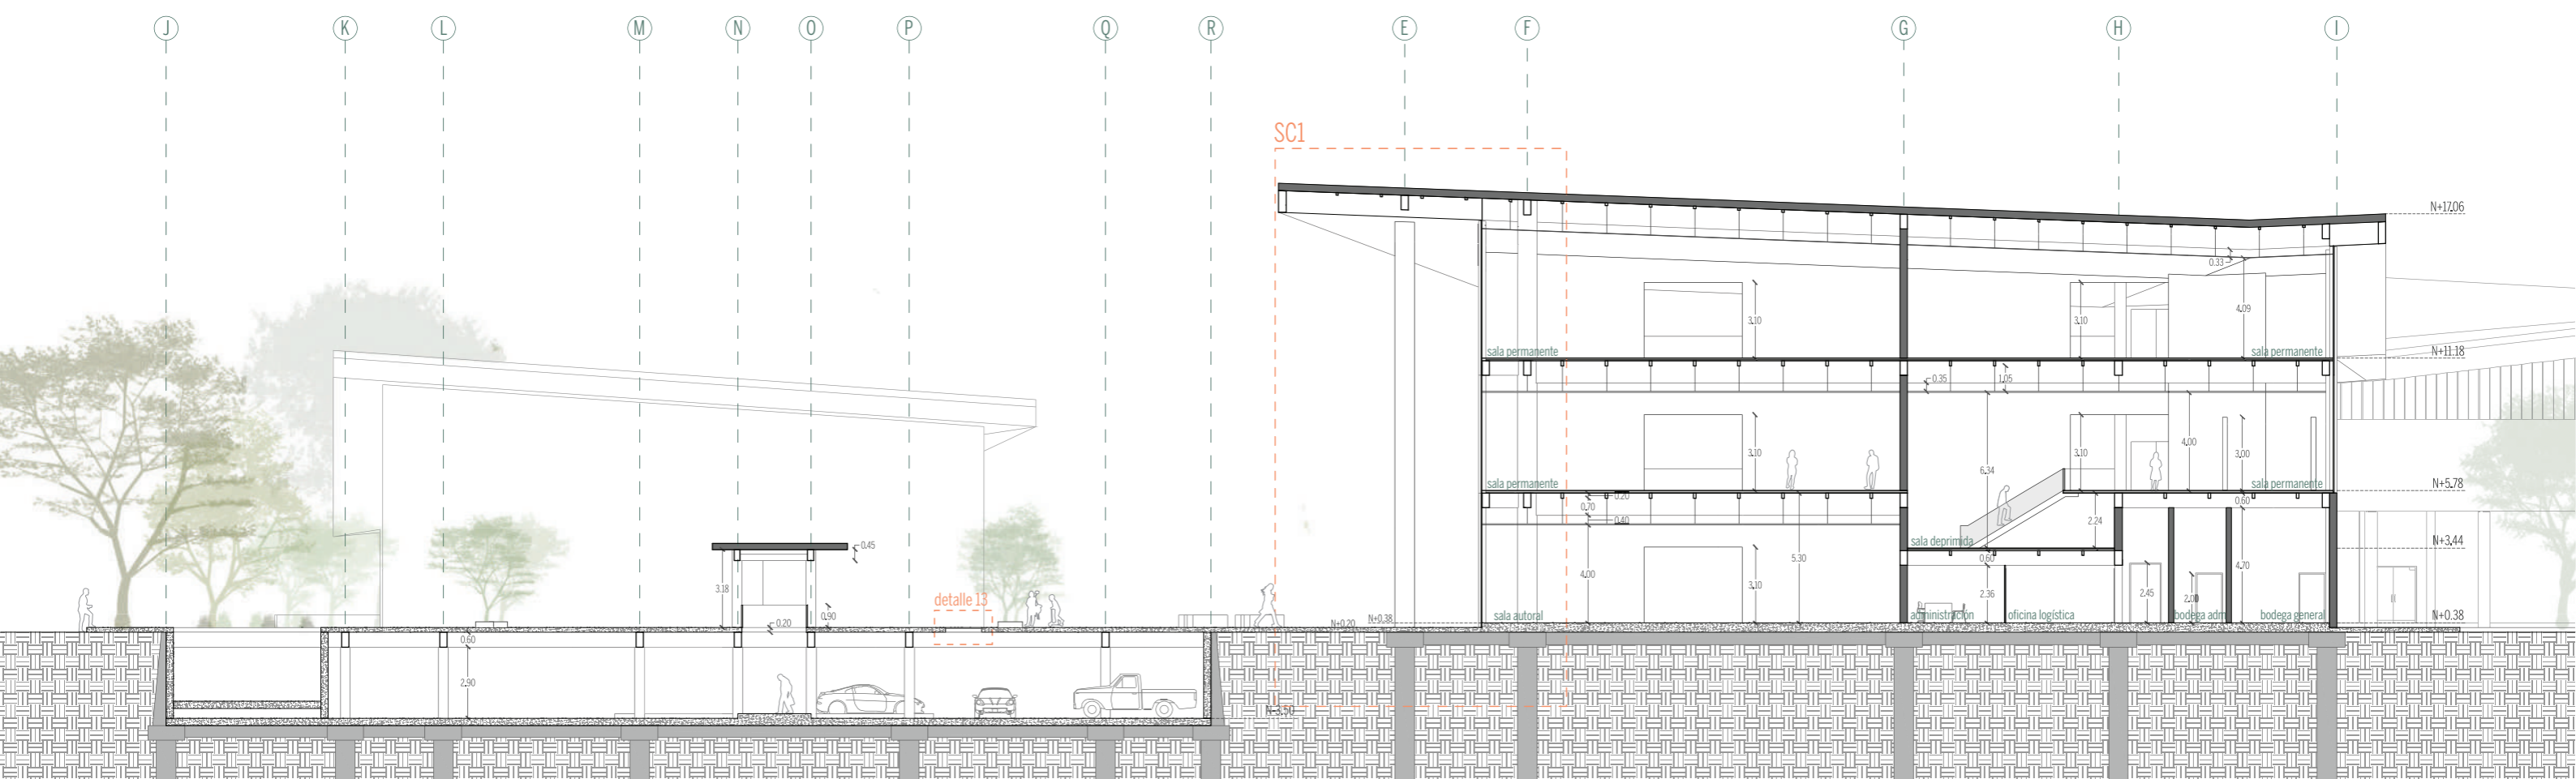 J K L M N O P Q R E F G H I
SC1
N+17.06
0.33
4.09
3.10
3.10
sala permanente
sala permanente
N+11.18
0.35
1.05
3.10
3.10
4.00
3.00
6.34
sala permanente
sala permanente
N+5.78
0.20
0.70
0.40
0.60
2.24
sala deprimida
N+3.44
0.45
3.18
0.90
0.20
4.00
3.10
5.30
0.60
2.36
2.45
2.00
4.70
detalle 13
sala autoral
administración
oficina logística
bodega adm
bodega general
N+0.38
N+0.20
N+0.38
0.60
2.90
N-3.50